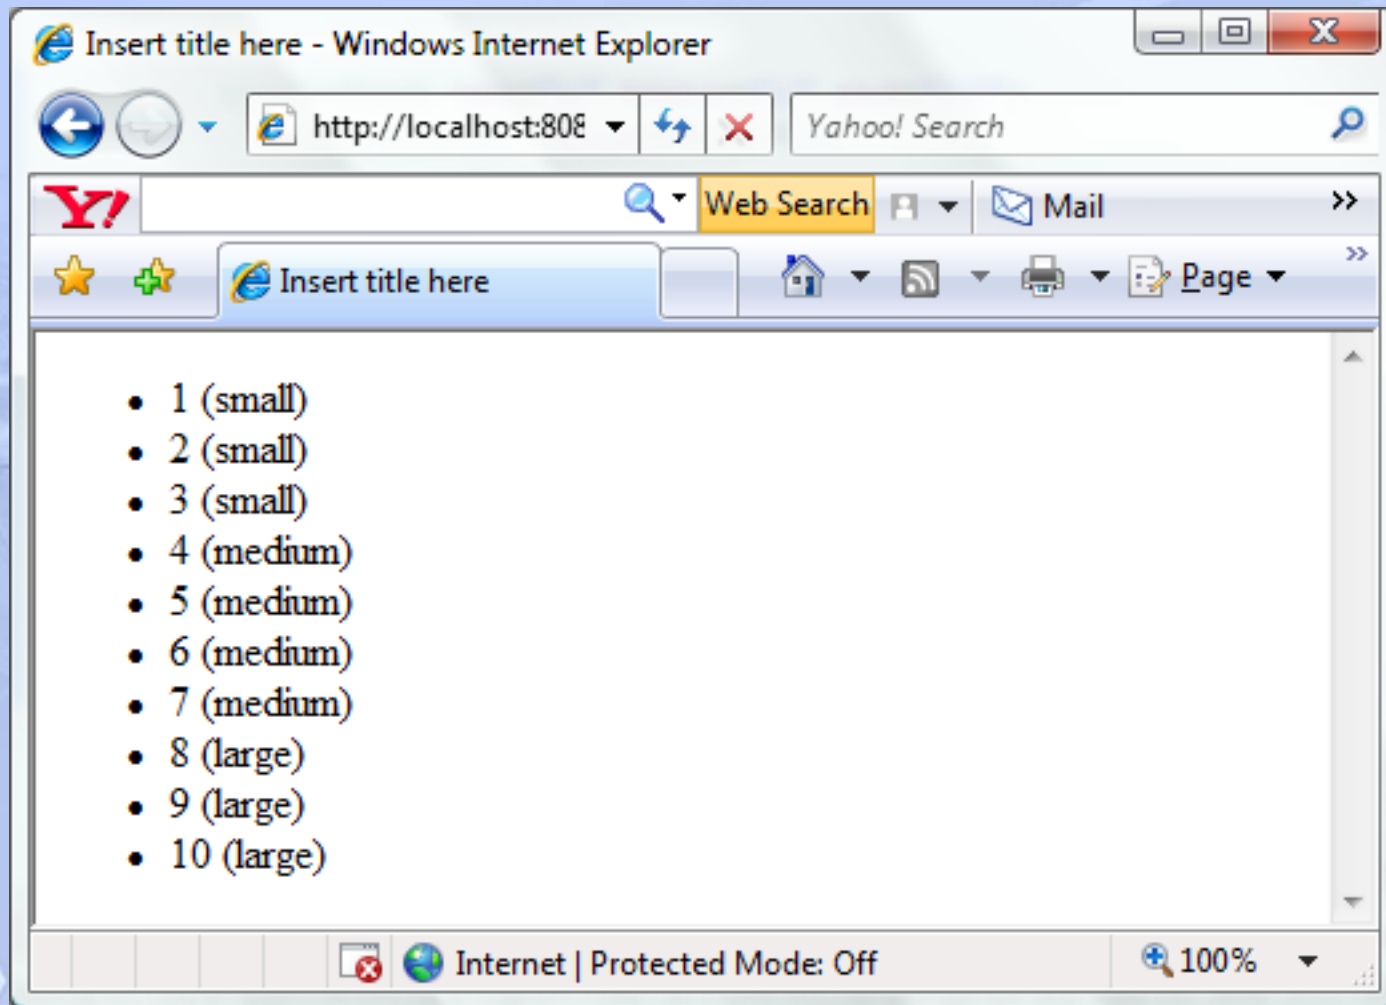 Insert title here - Windows Internet Explorer
http://localhost:808
Yahoo! Search
Y! Web Search Mail
Insert title here Page
1 (small)
2 (small)
3 (small)
4 (medium)
5 (medium)
6 (medium)
7 (medium)
8 (large)
9 (large)
10 (large)
Internet | Protected Mode: Off 100%